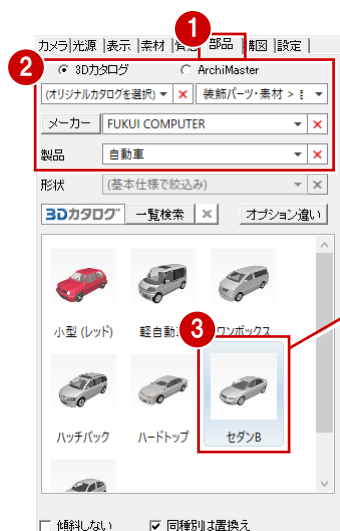 1
カメラ 光源 表示 素材 背景 部品 構図 設定
2
3Dカタログ ArchiMaster
(オリジナルカタログを選択) 装飾パーツ・素材 >
メーカー FUKUI COMPUTER
製品 自動車
形状 (基本仕様で絞込み)
3Dカタログ 一覧検索 オプション違い
小型 (レッド) 軽自動 ワンボックス
3
ハッチバック ハードトップ セダンB
傾斜しない 同種別は置換え